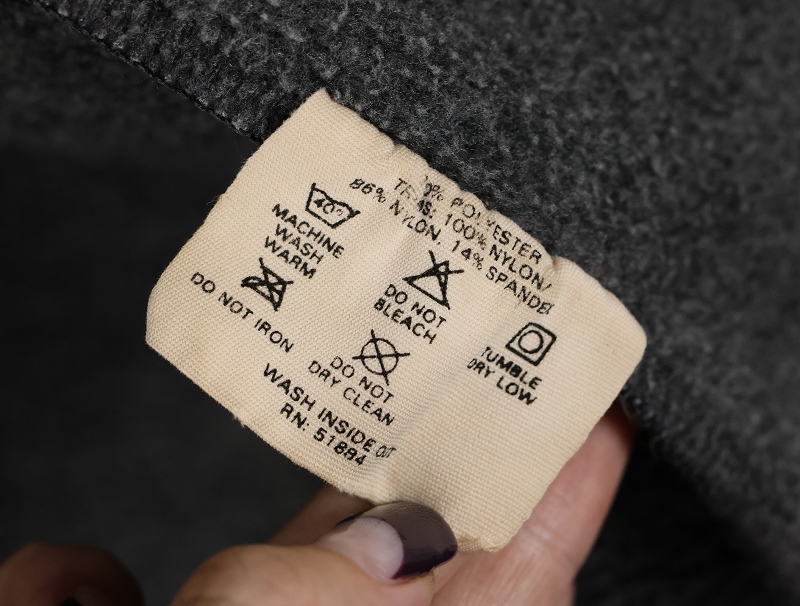 0% POLYESTER
TRIMS: 100% NYLON/
86% NYLON, 14% SPANDEX
40°
MACHINE
WASH
WARM
DO NOT
BLEACH
TUMBLE
DRY LOW
DO NOT IRON
DO NOT
DRY CLEAN
WASH INSIDE OUT
RN: 51884